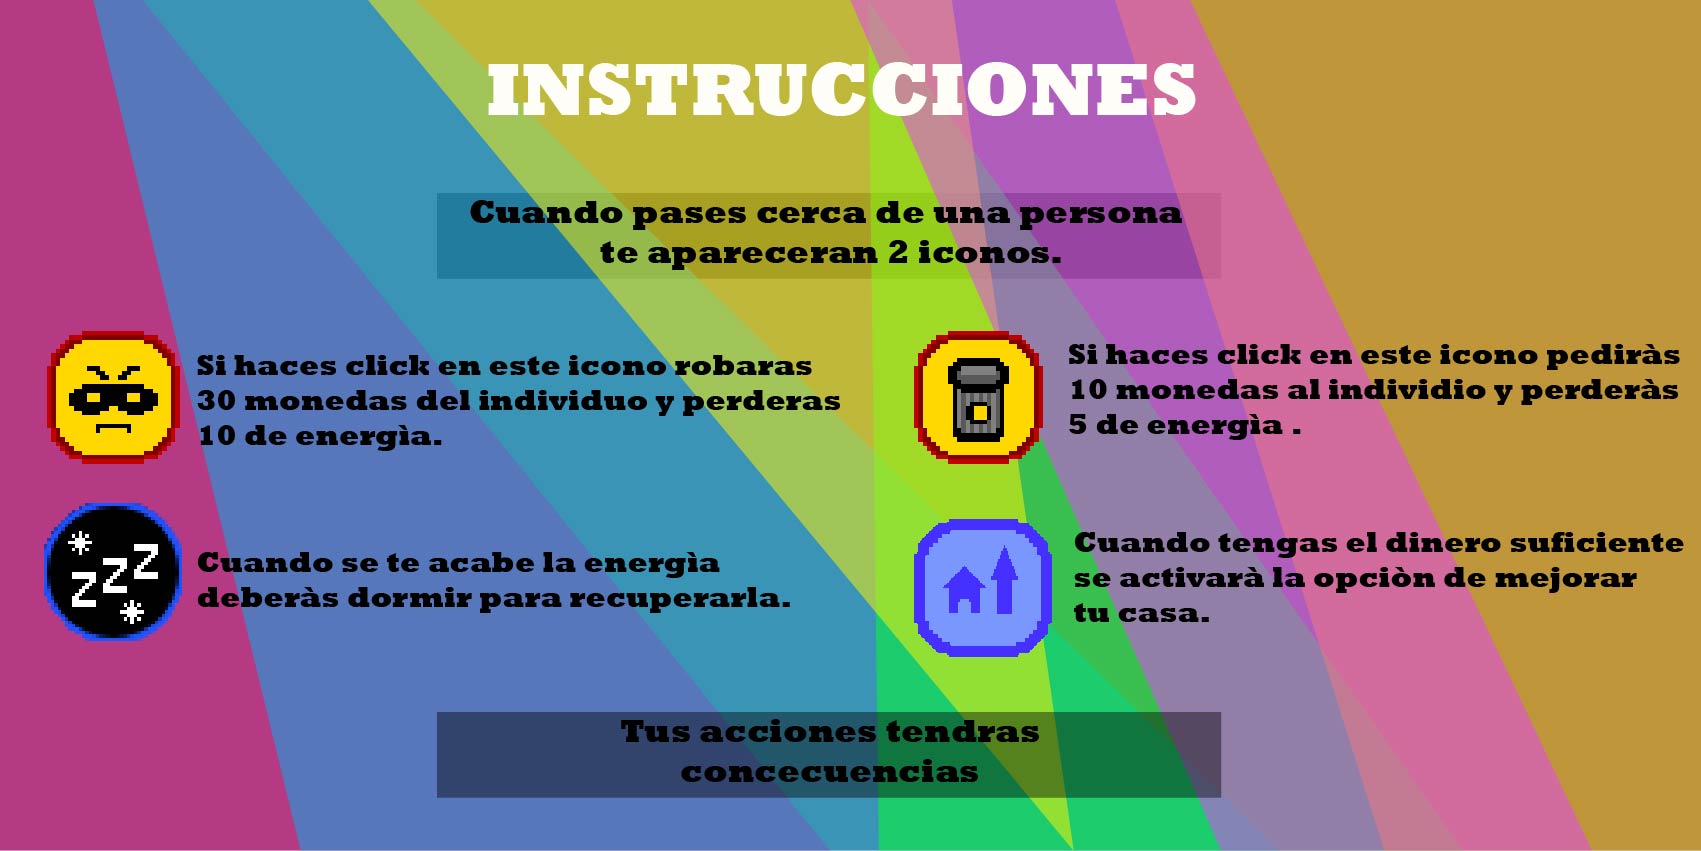 INSTRUCCIONES
Cuando pases cerca de una persona
te apareceran 2 iconos.
Si haces click en este icono robaras
30 monedas del individuo y perderas
10 de energìa.
Si haces click en este icono pediràs
10 monedas al individio y perderàs
5 de energìa .
zzz
Cuando se te acabe la energìa
deberàs dormir para recuperarla.
Cuando tengas el dinero suficiente
se activarà la opciòn de mejorar
tu casa.
Tus acciones tendras
concecuencias